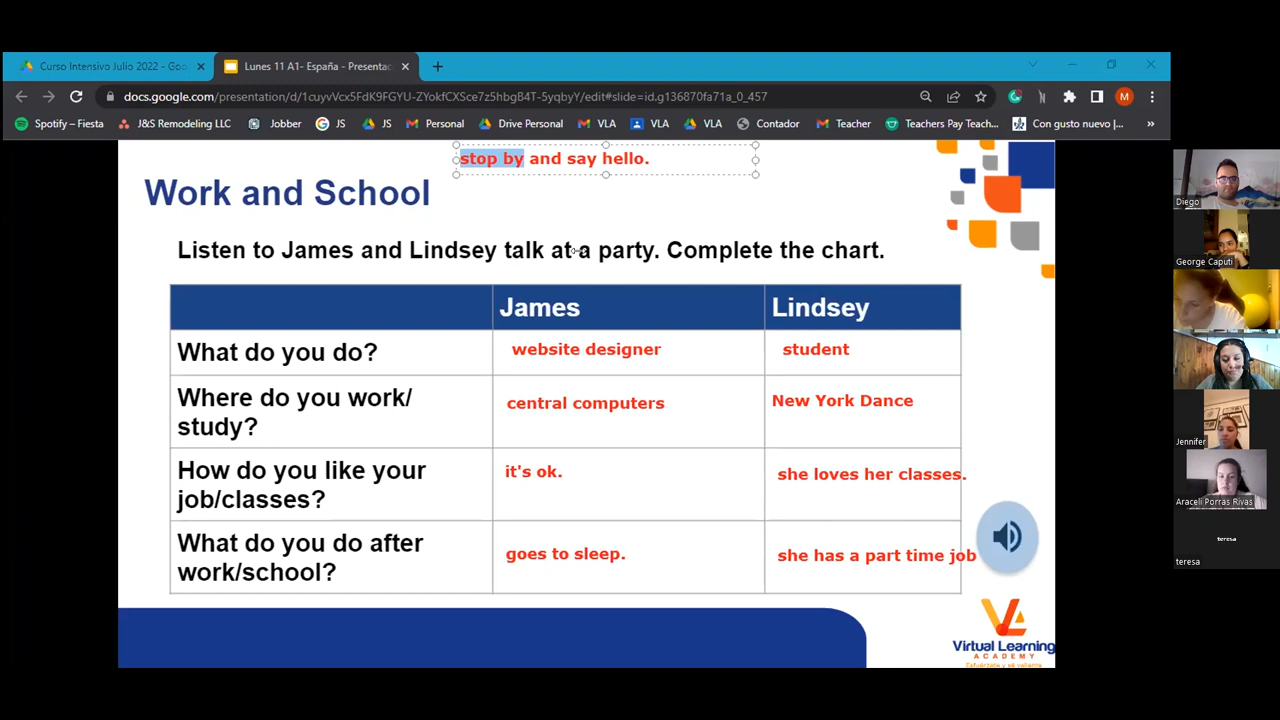 Curso Intensivo Julio 2022 - Goo
Lunes 11 A1- España - Presentac
docs.google.com/presentation/d/1cuyvVcx5FdK9FGYU-ZYokfCXSce7z5hbgB4T-5yqbyY/edit#slide=id.g136870fa71a_0_457
M
Spotify – Fiesta
J&S Remodeling LLC
Jobber
JS
JS
Personal
Drive Personal
VLA
VLA
VLA
Contador
Teacher
Teachers Pay Teach...
Con gusto nuevo |...
»
stop by and say hello.
Work and School
Listen to James and Lindsey talk at a party. Complete the chart.
James
Lindsey
What do you do?
website designer
student
Where do you work/
study?
central computers
New York Dance
How do you like your
job/classes?
it's ok.
she loves her classes.
What do you do after
work/school?
goes to sleep.
she has a part time job
Virtual Learning
ACADEMY
Esfuérzate y sé valiente
Diego
George Caputi
Jennifer
Araceli Porras Rivas
teresa
teresa